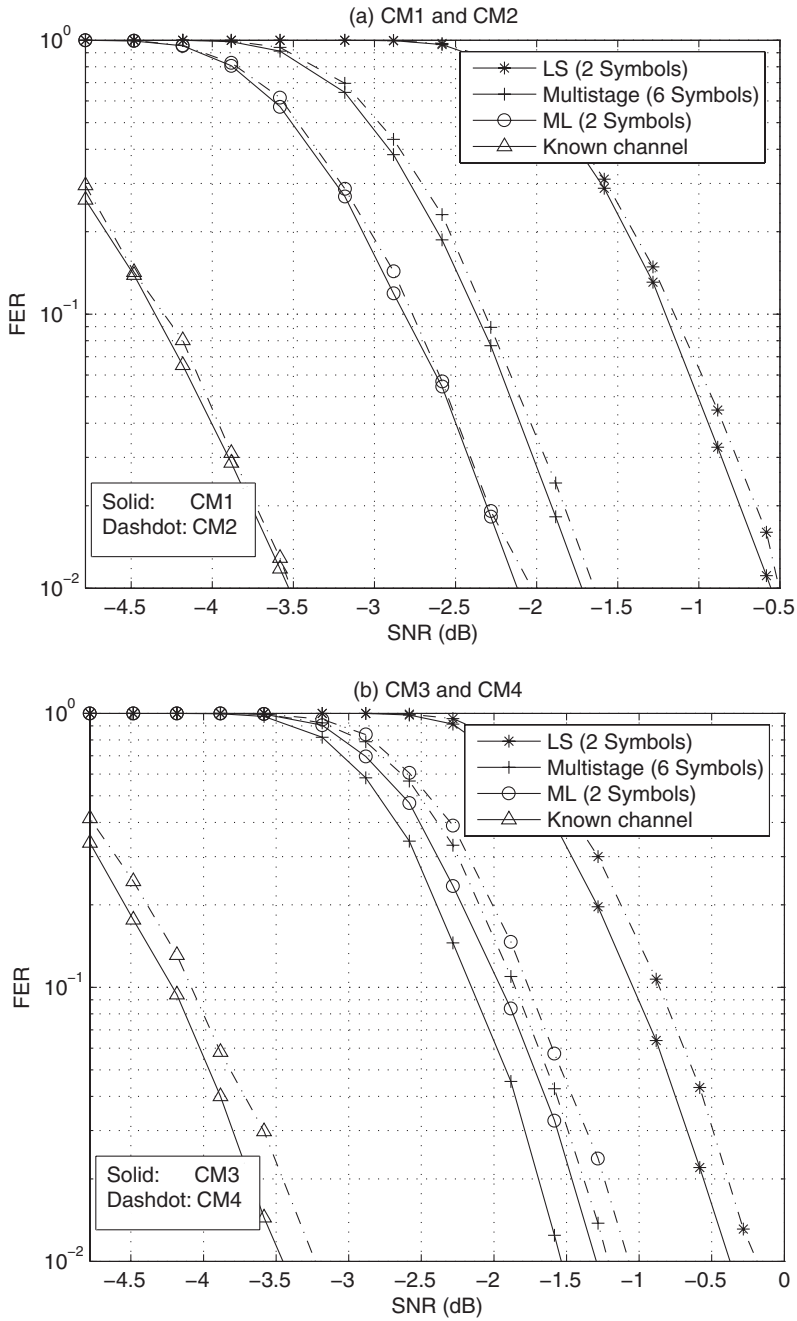 (a) CM1 and CM2
10^0
10^-1
10^-2
FER
LS (2 Symbols)
Multistage (6 Symbols)
ML (2 Symbols)
Known channel
Solid: CM1
Dashdot: CM2
−4.5 −4 −3.5 −3 −2.5 −2 −1.5 −1 −0.5
SNR (dB)
(b) CM3 and CM4
10^0
10^-1
10^-2
FER
LS (2 Symbols)
Multistage (6 Symbols)
ML (2 Symbols)
Known channel
Solid: CM3
Dashdot: CM4
−4.5 −4 −3.5 −3 −2.5 −2 −1.5 −1 −0.5 0
SNR (dB)